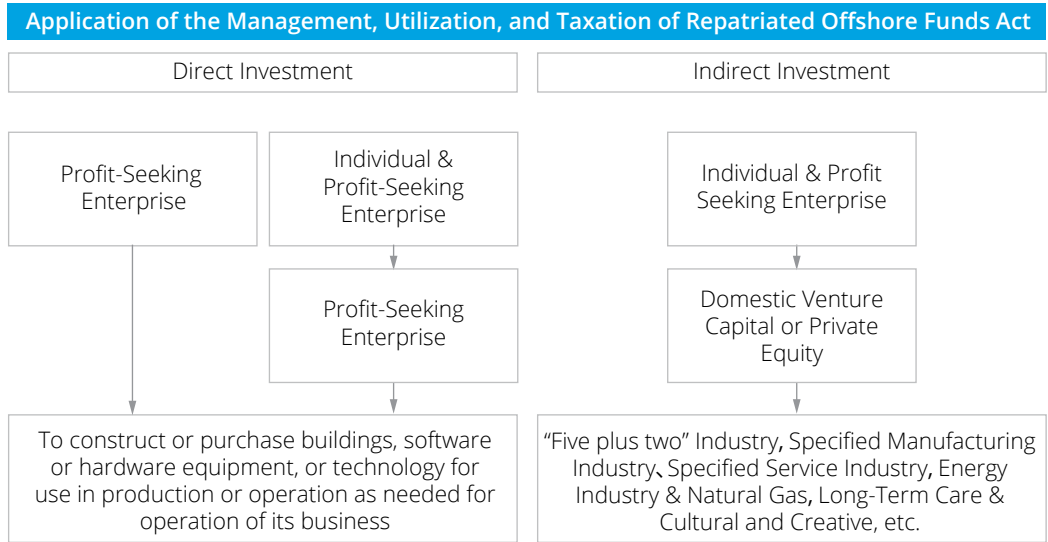 Application of the Management, Utilization, and Taxation of Repatriated Offshore Funds Act
Direct Investment
Indirect Investment
Profit-Seeking
Enterprise
Individual &
Profit-Seeking
Enterprise
Individual & Profit
Seeking Enterprise
Profit-Seeking
Enterprise
Domestic Venture
Capital or Private
Equity
To construct or purchase buildings, software
or hardware equipment, or technology for
use in production or operation as needed for
operation of its business
“Five plus two” Industry, Specified Manufacturing
Industry、Specified Service Industry, Energy
Industry & Natural Gas, Long-Term Care &
Cultural and Creative, etc.